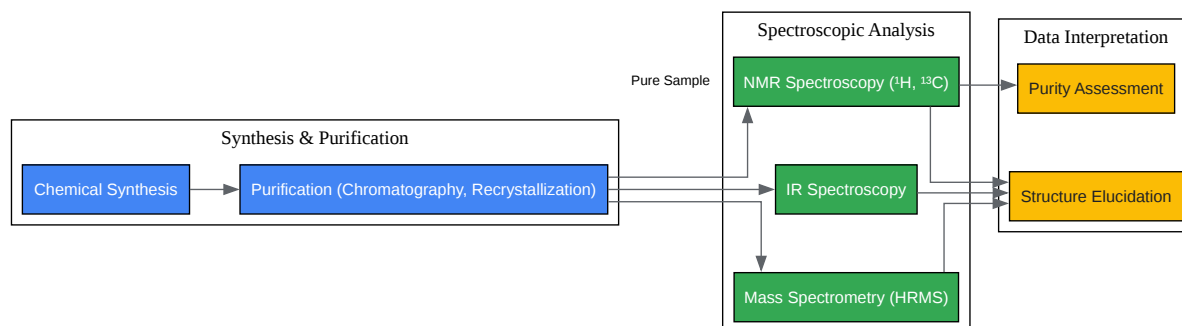 Synthesis & Purification
Chemical Synthesis
Purification (Chromatography, Recrystallization)
Pure Sample
Spectroscopic Analysis
NMR Spectroscopy (¹H, ¹³C)
IR Spectroscopy
Mass Spectrometry (HRMS)
Data Interpretation
Purity Assessment
Structure Elucidation